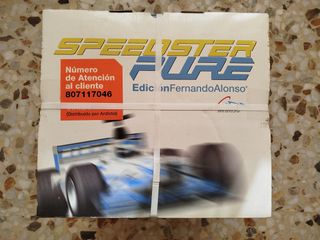 SPEEDSTER
PURE
Número
de Atención
al cliente
807117046
(Distribuido por Ardistel)
EdiciónFernandoAlonso